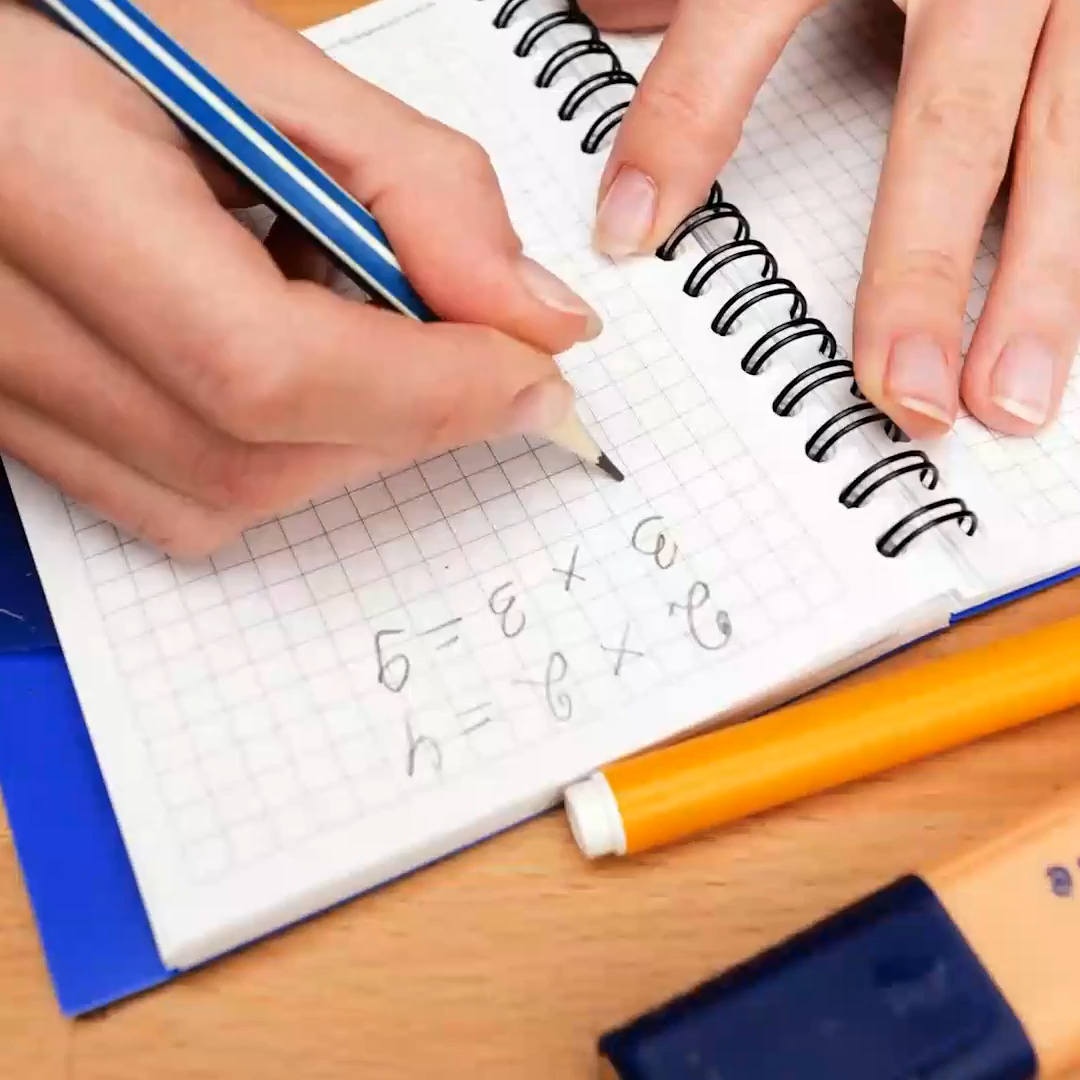 2 x 2 = 4
3 x 3 = 9